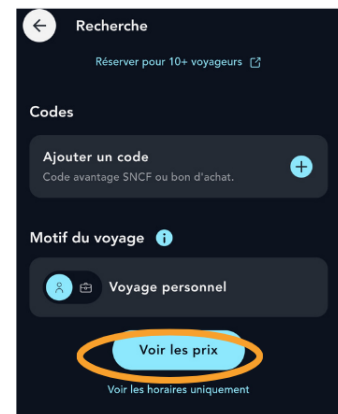 Recherche
Réserver pour 10+ voyageurs
Codes
Ajouter un code
Code avantage SNCF ou bon d'achat.
Motif du voyage
Voyage personnel
Voir les prix
Voir les horaires uniquement